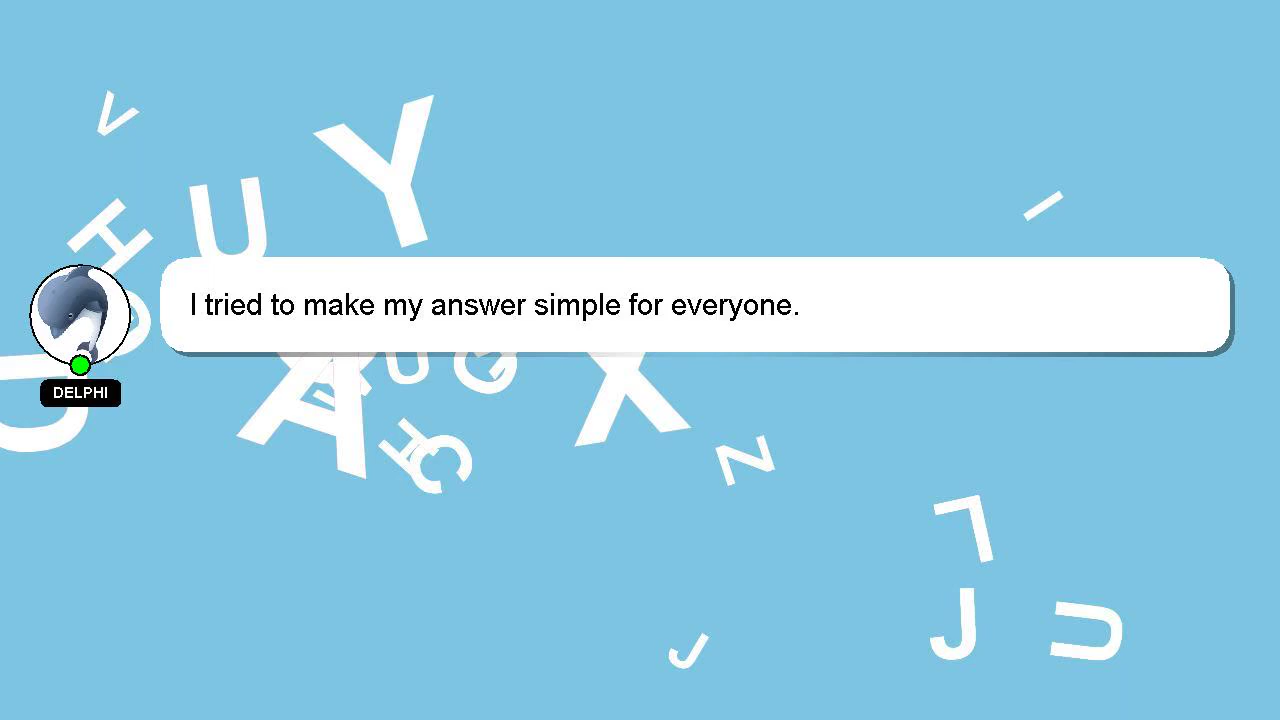 V
Y
H
U
I
I tried to make my answer simple for everyone.
DELPHI
A
U
G
X
H
C
N
L
J
U
J